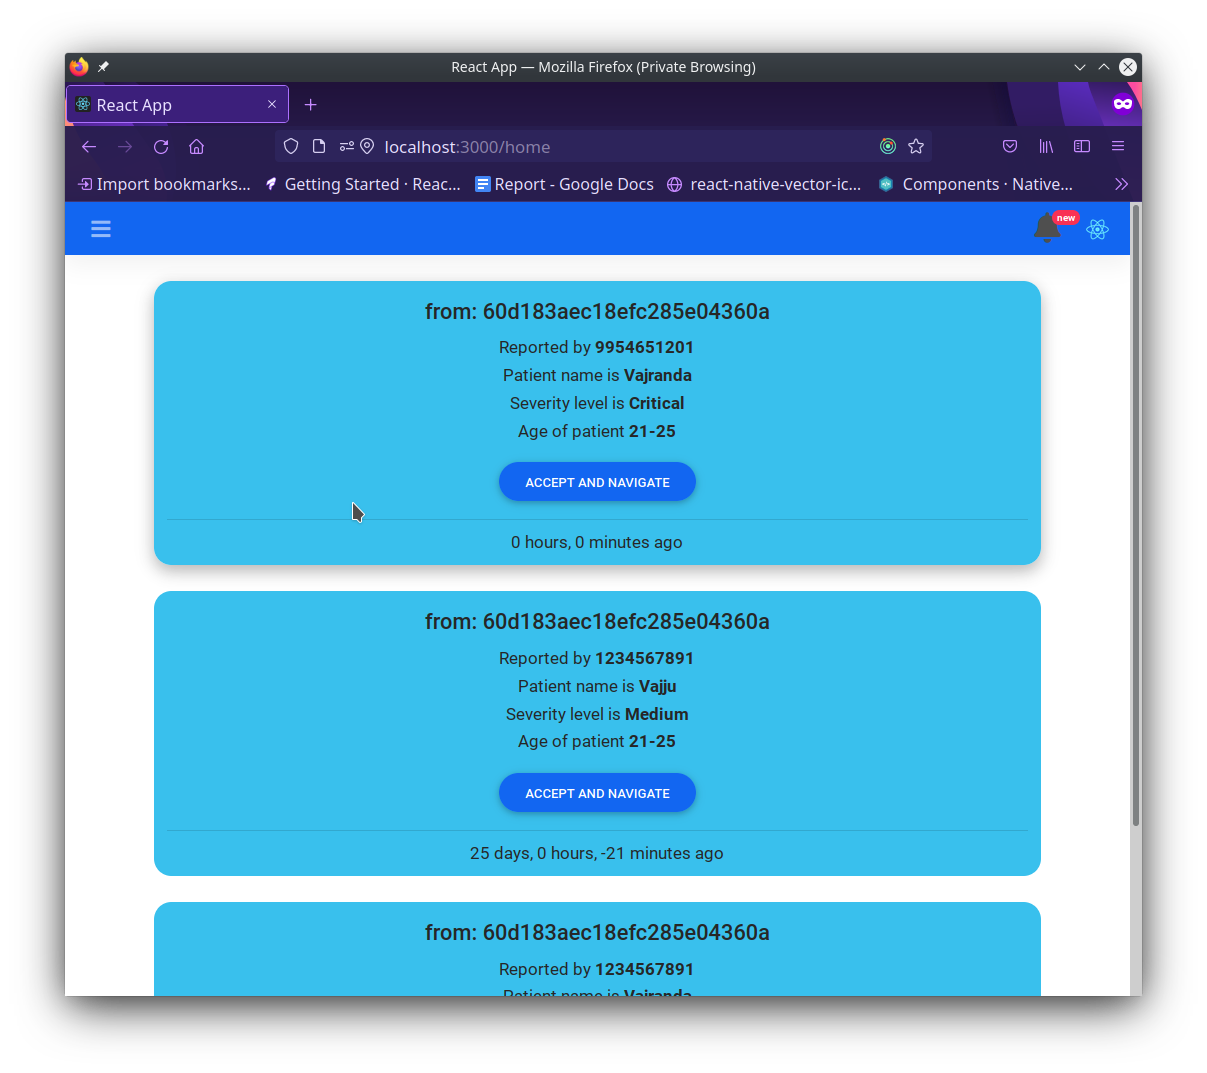 React App — Mozilla Firefox (Private Browsing)
React App
localhost:3000/home
Import bookmarks... Getting Started · Reac... Report - Google Docs react-native-vector-ic... Components · Native...
new
from: 60d183aec18efc285e04360a
Reported by 9954651201
Patient name is Vajranda
Severity level is Critical
Age of patient 21-25
ACCEPT AND NAVIGATE
0 hours, 0 minutes ago
from: 60d183aec18efc285e04360a
Reported by 1234567891
Patient name is Vajju
Severity level is Medium
Age of patient 21-25
ACCEPT AND NAVIGATE
25 days, 0 hours, -21 minutes ago
from: 60d183aec18efc285e04360a
Reported by 1234567891
Patient name is Vajranda